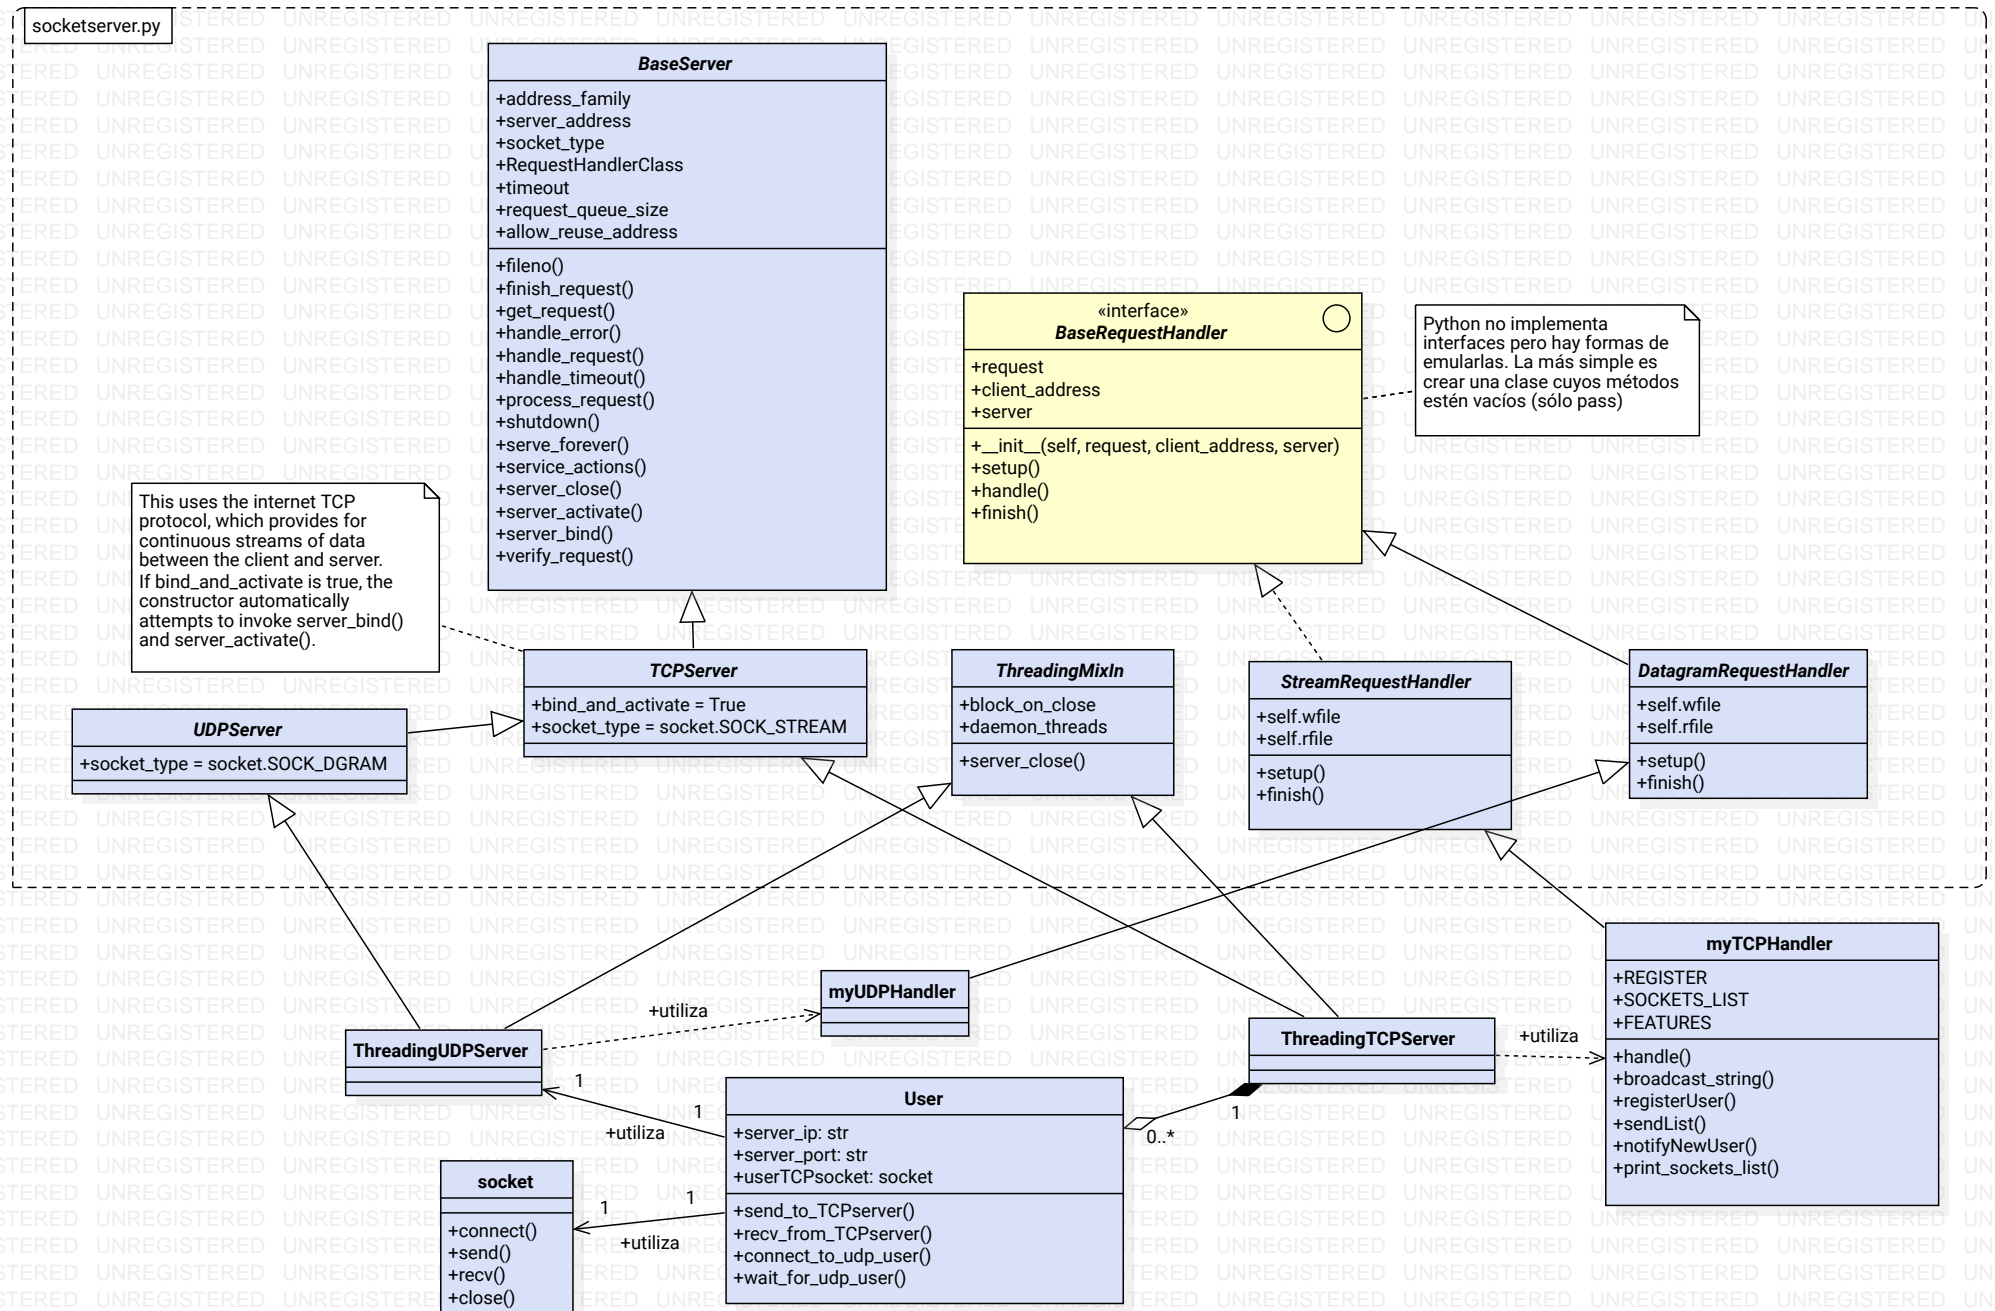 socketserver.py
BaseServer
+address_family
+server_address
+socket_type
+RequestHandlerClass
+timeout
+request_queue_size
+allow_reuse_address
+fileno()
+finish_request()
+get_request()
+handle_error()
+handle_request()
+handle_timeout()
+process_request()
+shutdown()
+serve_forever()
+service_actions()
+server_close()
+server_activate()
+server_bind()
+verify_request()
«interface»
BaseRequestHandler
+request
+client_address
+server
+__init__(self, request, client_address, server)
+setup()
+handle()
+finish()
Python no implementa
interfaces pero hay formas de
emularlas. La más simple es
crear una clase cuyos métodos
estén vacíos (sólo pass)
This uses the internet TCP
protocol, which provides for
continuous streams of data
between the client and server.
If bind_and_activate is true, the
constructor automatically
attempts to invoke server_bind()
and server_activate().
UDPServer
+socket_type = socket.SOCK_DGRAM
TCPServer
+bind_and_activate = True
+socket_type = socket.SOCK_STREAM
ThreadingMixIn
+block_on_close
+daemon_threads
+server_close()
StreamRequestHandler
+self.wfile
+self.rfile
+setup()
+finish()
DatagramRequestHandler
+self.wfile
+self.rfile
+setup()
+finish()
myTCPHandler
+REGISTER
+SOCKETS_LIST
+FEATURES
+handle()
+broadcast_string()
+registerUser()
+sendList()
+notifyNewUser()
+print_sockets_list()
myUDPHandler
+utiliza
ThreadingUDPServer
ThreadingTCPServer
+utiliza
1
1
+utiliza
User
+server_ip: str
+server_port: str
+userTCPsocket: socket
+send_to_TCPserver()
+recv_from_TCPserver()
+connect_to_udp_user()
+wait_for_udp_user()
1
0..*
socket
+connect()
+send()
+recv()
+close()
1
1
+utiliza
UNREGISTERED